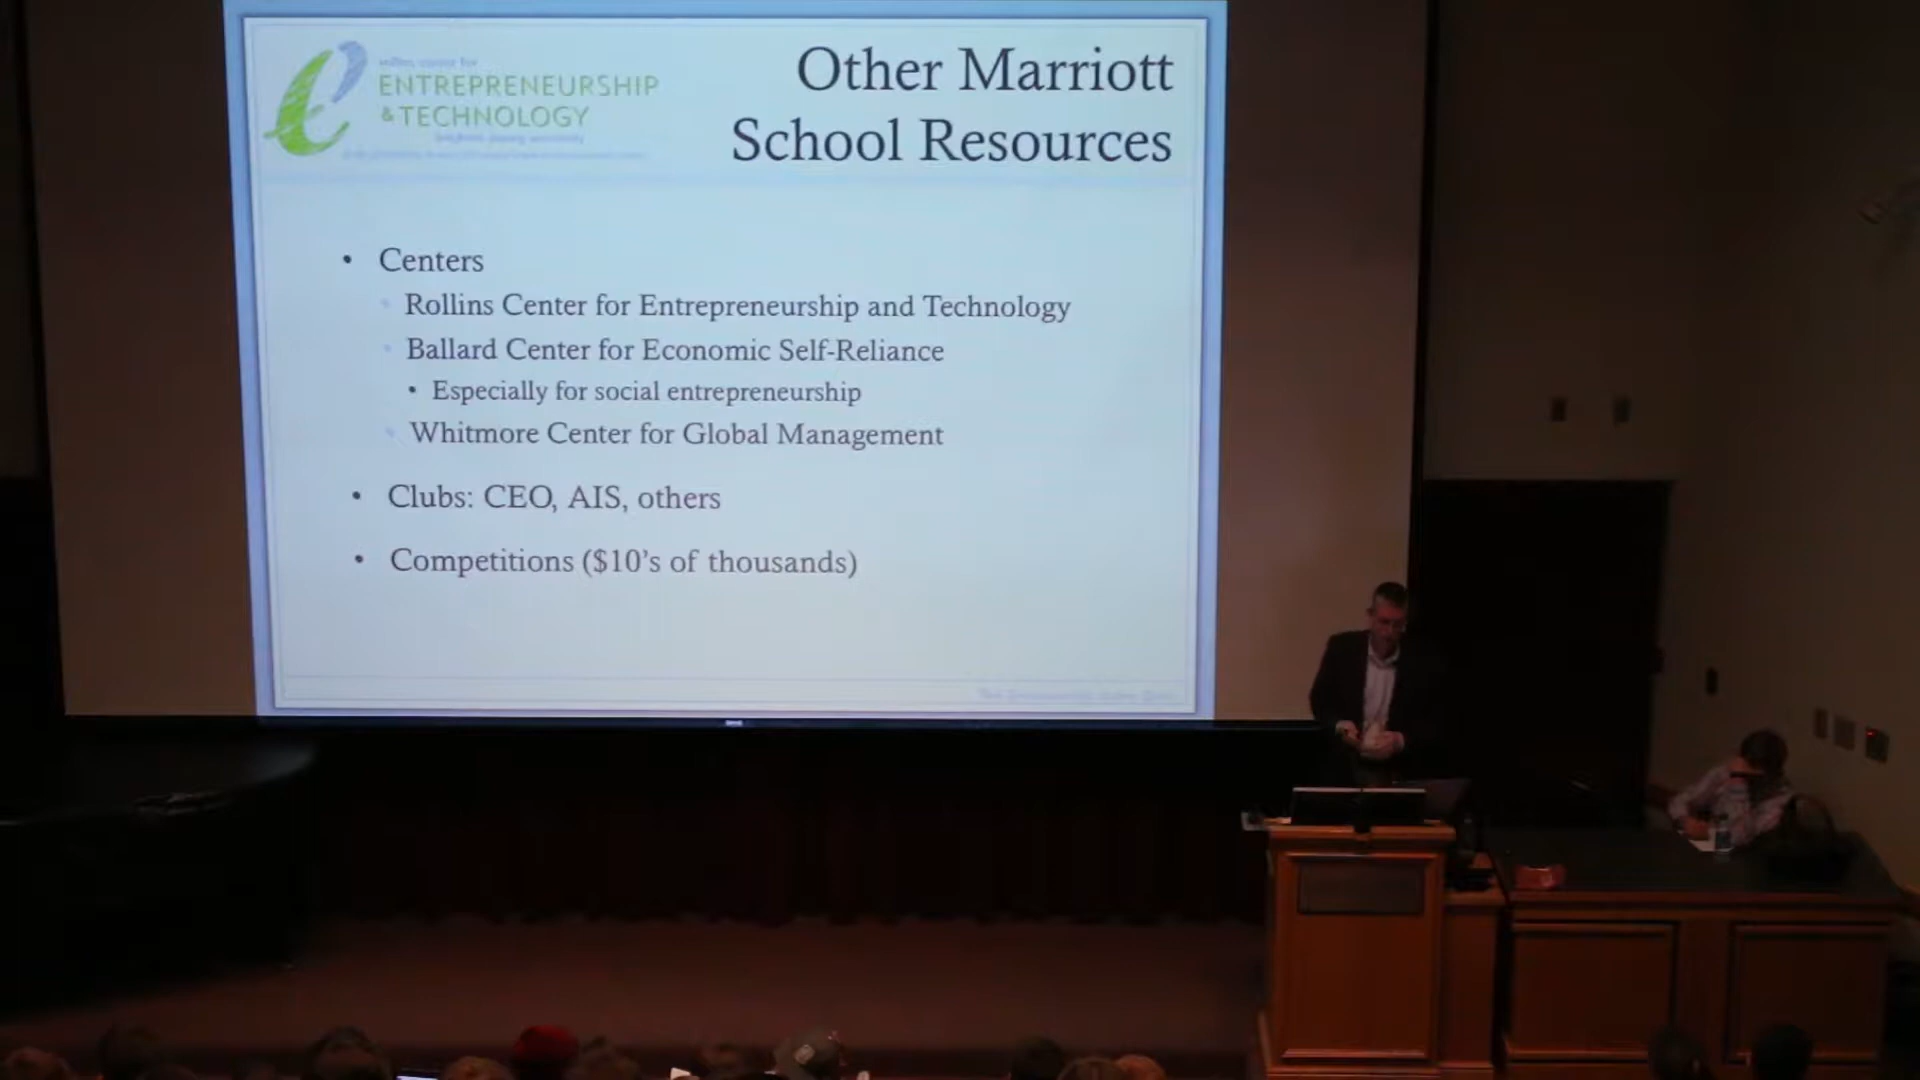 ENTREPRENEURSHIP
& TECHNOLOGY
Other Marriott
School Resources
• Centers
Rollins Center for Entrepreneurship and Technology
Ballard Center for Economic Self-Reliance
• Especially for social entrepreneurship
Whitmore Center for Global Management
• Clubs: CEO, AIS, others
• Competitions ($10's of thousands)